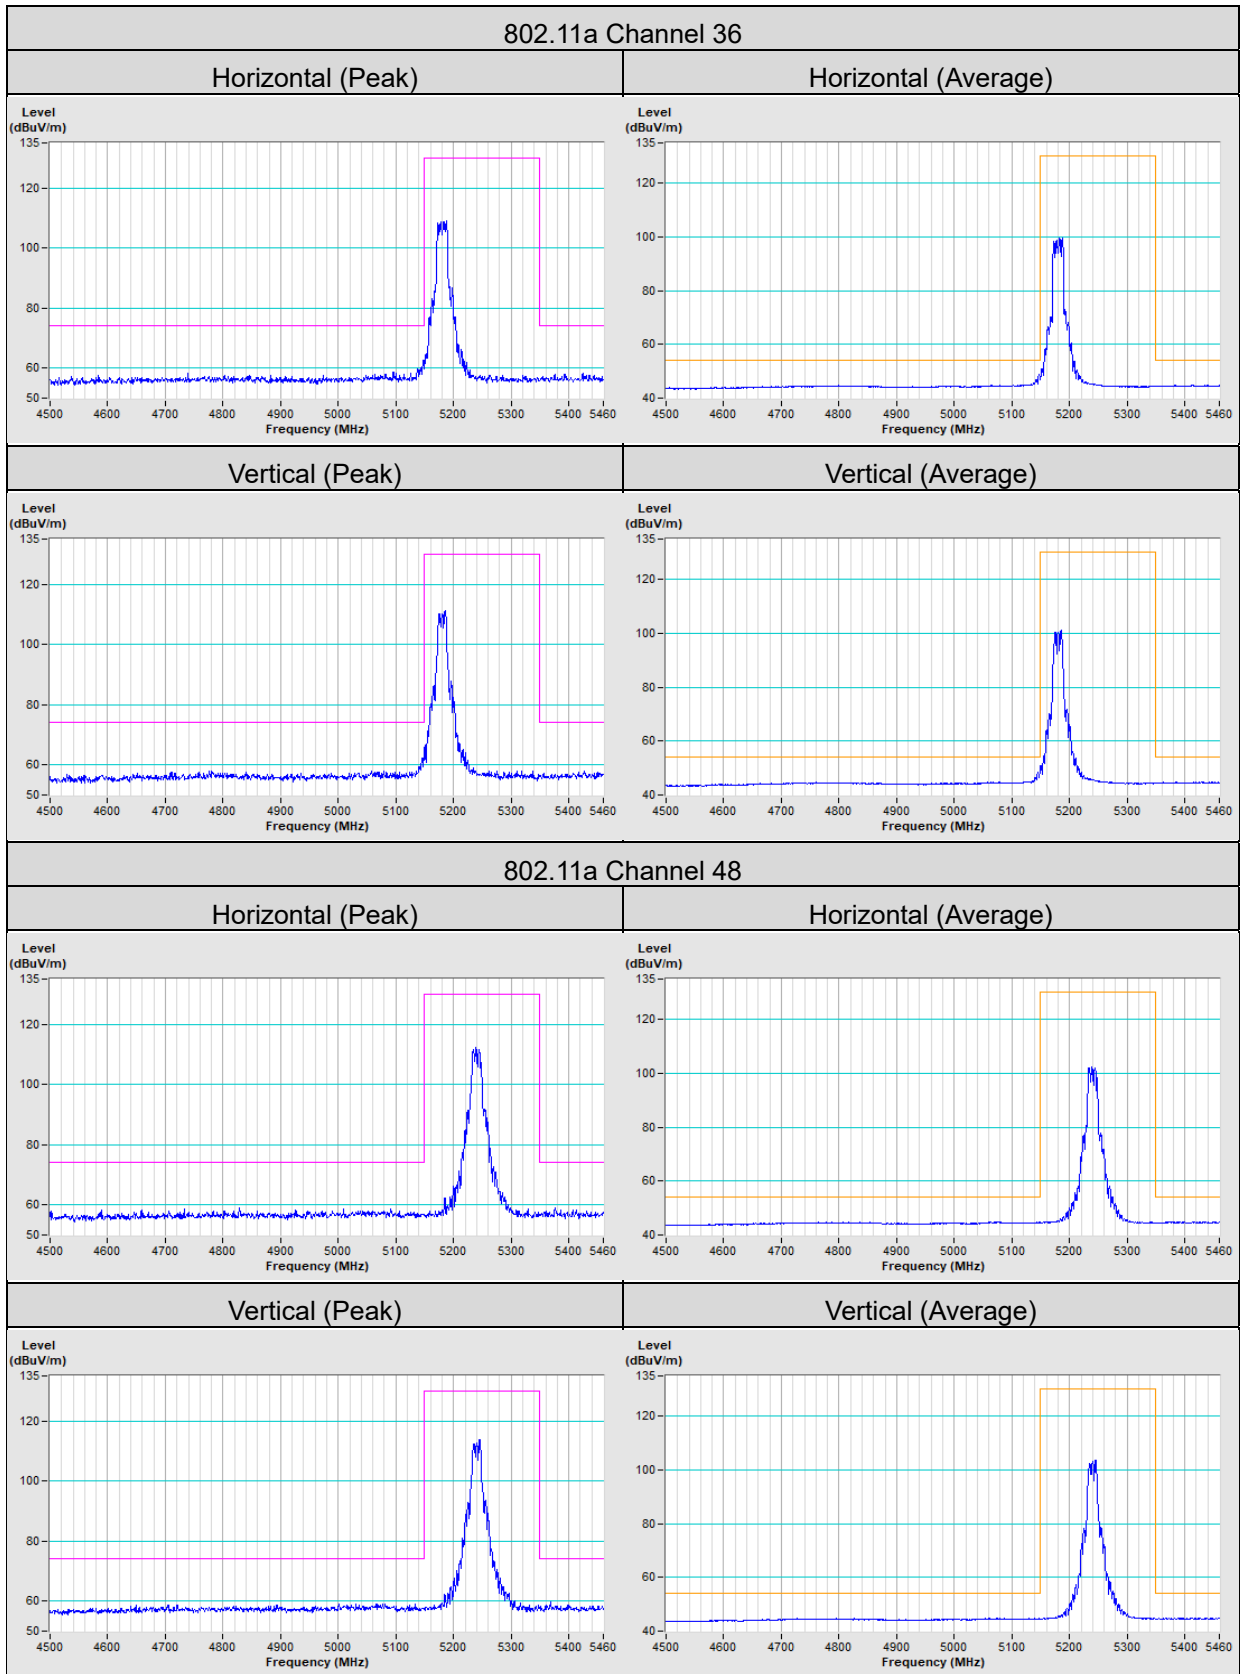 802.11a Channel 36
Horizontal (Peak) Horizontal (Average)
Level
(dBuV/m)
135
120
100
80
60
50
4500 4600 4700 4800 4900 5000 5100 5200 5300 5400 5460
Frequency (MHz)
Level
(dBuV/m)
135
120
100
80
60
40
4500 4600 4700 4800 4900 5000 5100 5200 5300 5400 5460
Frequency (MHz)
Vertical (Peak) Vertical (Average)
Level
(dBuV/m)
135
120
100
80
60
50
4500 4600 4700 4800 4900 5000 5100 5200 5300 5400 5460
Frequency (MHz)
Level
(dBuV/m)
135
120
100
80
60
40
4500 4600 4700 4800 4900 5000 5100 5200 5300 5400 5460
Frequency (MHz)
802.11a Channel 48
Horizontal (Peak) Horizontal (Average)
Level
(dBuV/m)
135
120
100
80
60
50
4500 4600 4700 4800 4900 5000 5100 5200 5300 5400 5460
Frequency (MHz)
Level
(dBuV/m)
135
120
100
80
60
40
4500 4600 4700 4800 4900 5000 5100 5200 5300 5400 5460
Frequency (MHz)
Vertical (Peak) Vertical (Average)
Level
(dBuV/m)
135
120
100
80
60
50
4500 4600 4700 4800 4900 5000 5100 5200 5300 5400 5460
Frequency (MHz)
Level
(dBuV/m)
135
120
100
80
60
40
4500 4600 4700 4800 4900 5000 5100 5200 5300 5400 5460
Frequency (MHz)